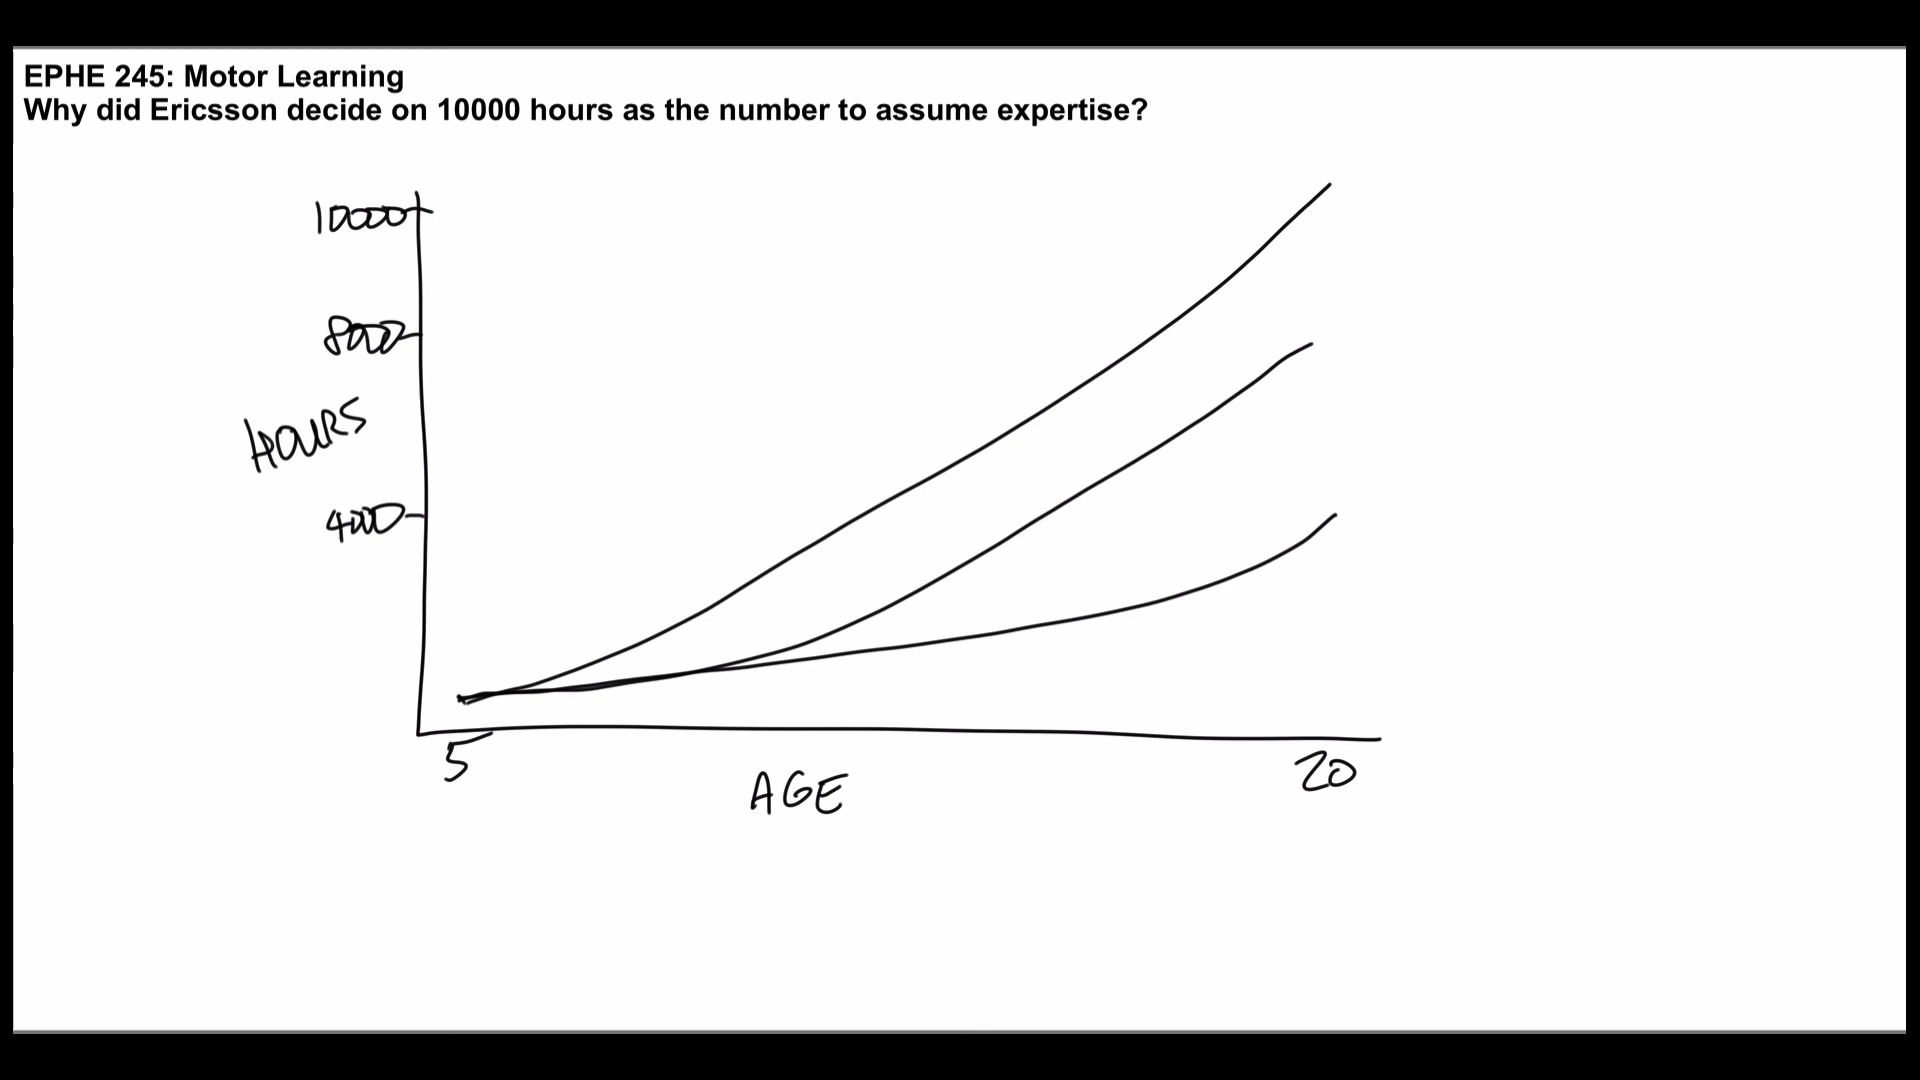 EPHE 245: Motor Learning
Why did Ericsson decide on 10000 hours as the number to assume expertise?
10000
8000
HOURS
4000
5
20
AGE